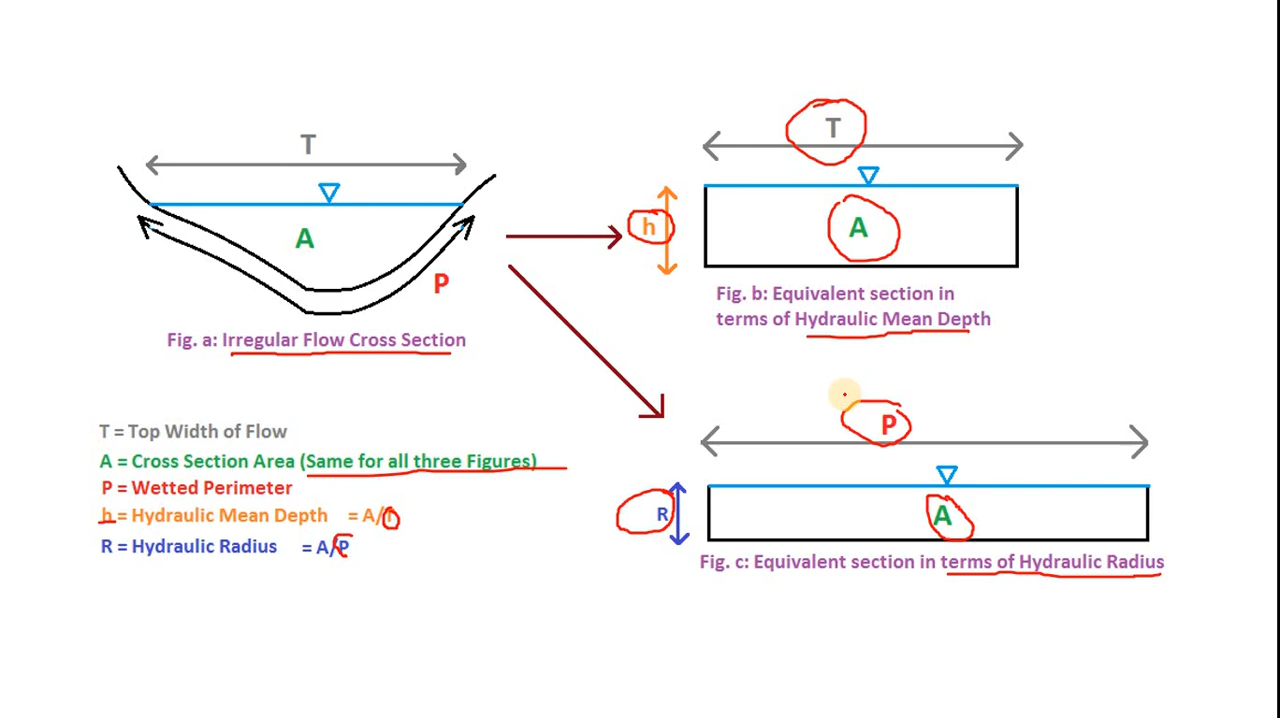 T
A
P
Fig. a: Irregular Flow Cross Section
T
h
A
Fig. b: Equivalent section in
terms of Hydraulic Mean Depth
P
R
A
Fig. c: Equivalent section in terms of Hydraulic Radius
T = Top Width of Flow
A = Cross Section Area (Same for all three Figures)
P = Wetted Perimeter
h = Hydraulic Mean Depth = A/T
R = Hydraulic Radius = A/P